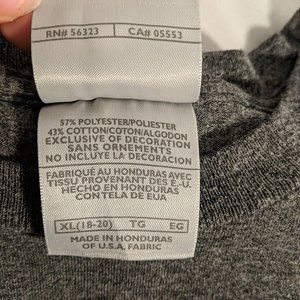 RN# 56323 CA# 05553
57% POLYESTER/POLIESTER
43% COTTON/COTON/ALGODON
EXCLUSIVE OF DECORATION
SANS ORNEMENTS
NO INCLUYE LA DECORACION
FABRIQUÉ AU HONDURAS AVEC
TISSU PROVENANT DES E.-U.
HECHO EN HONDURAS
CON TELA DE EUA
XL(18-20) TG EG
MADE IN HONDURAS
OF U.S.A. FABRIC